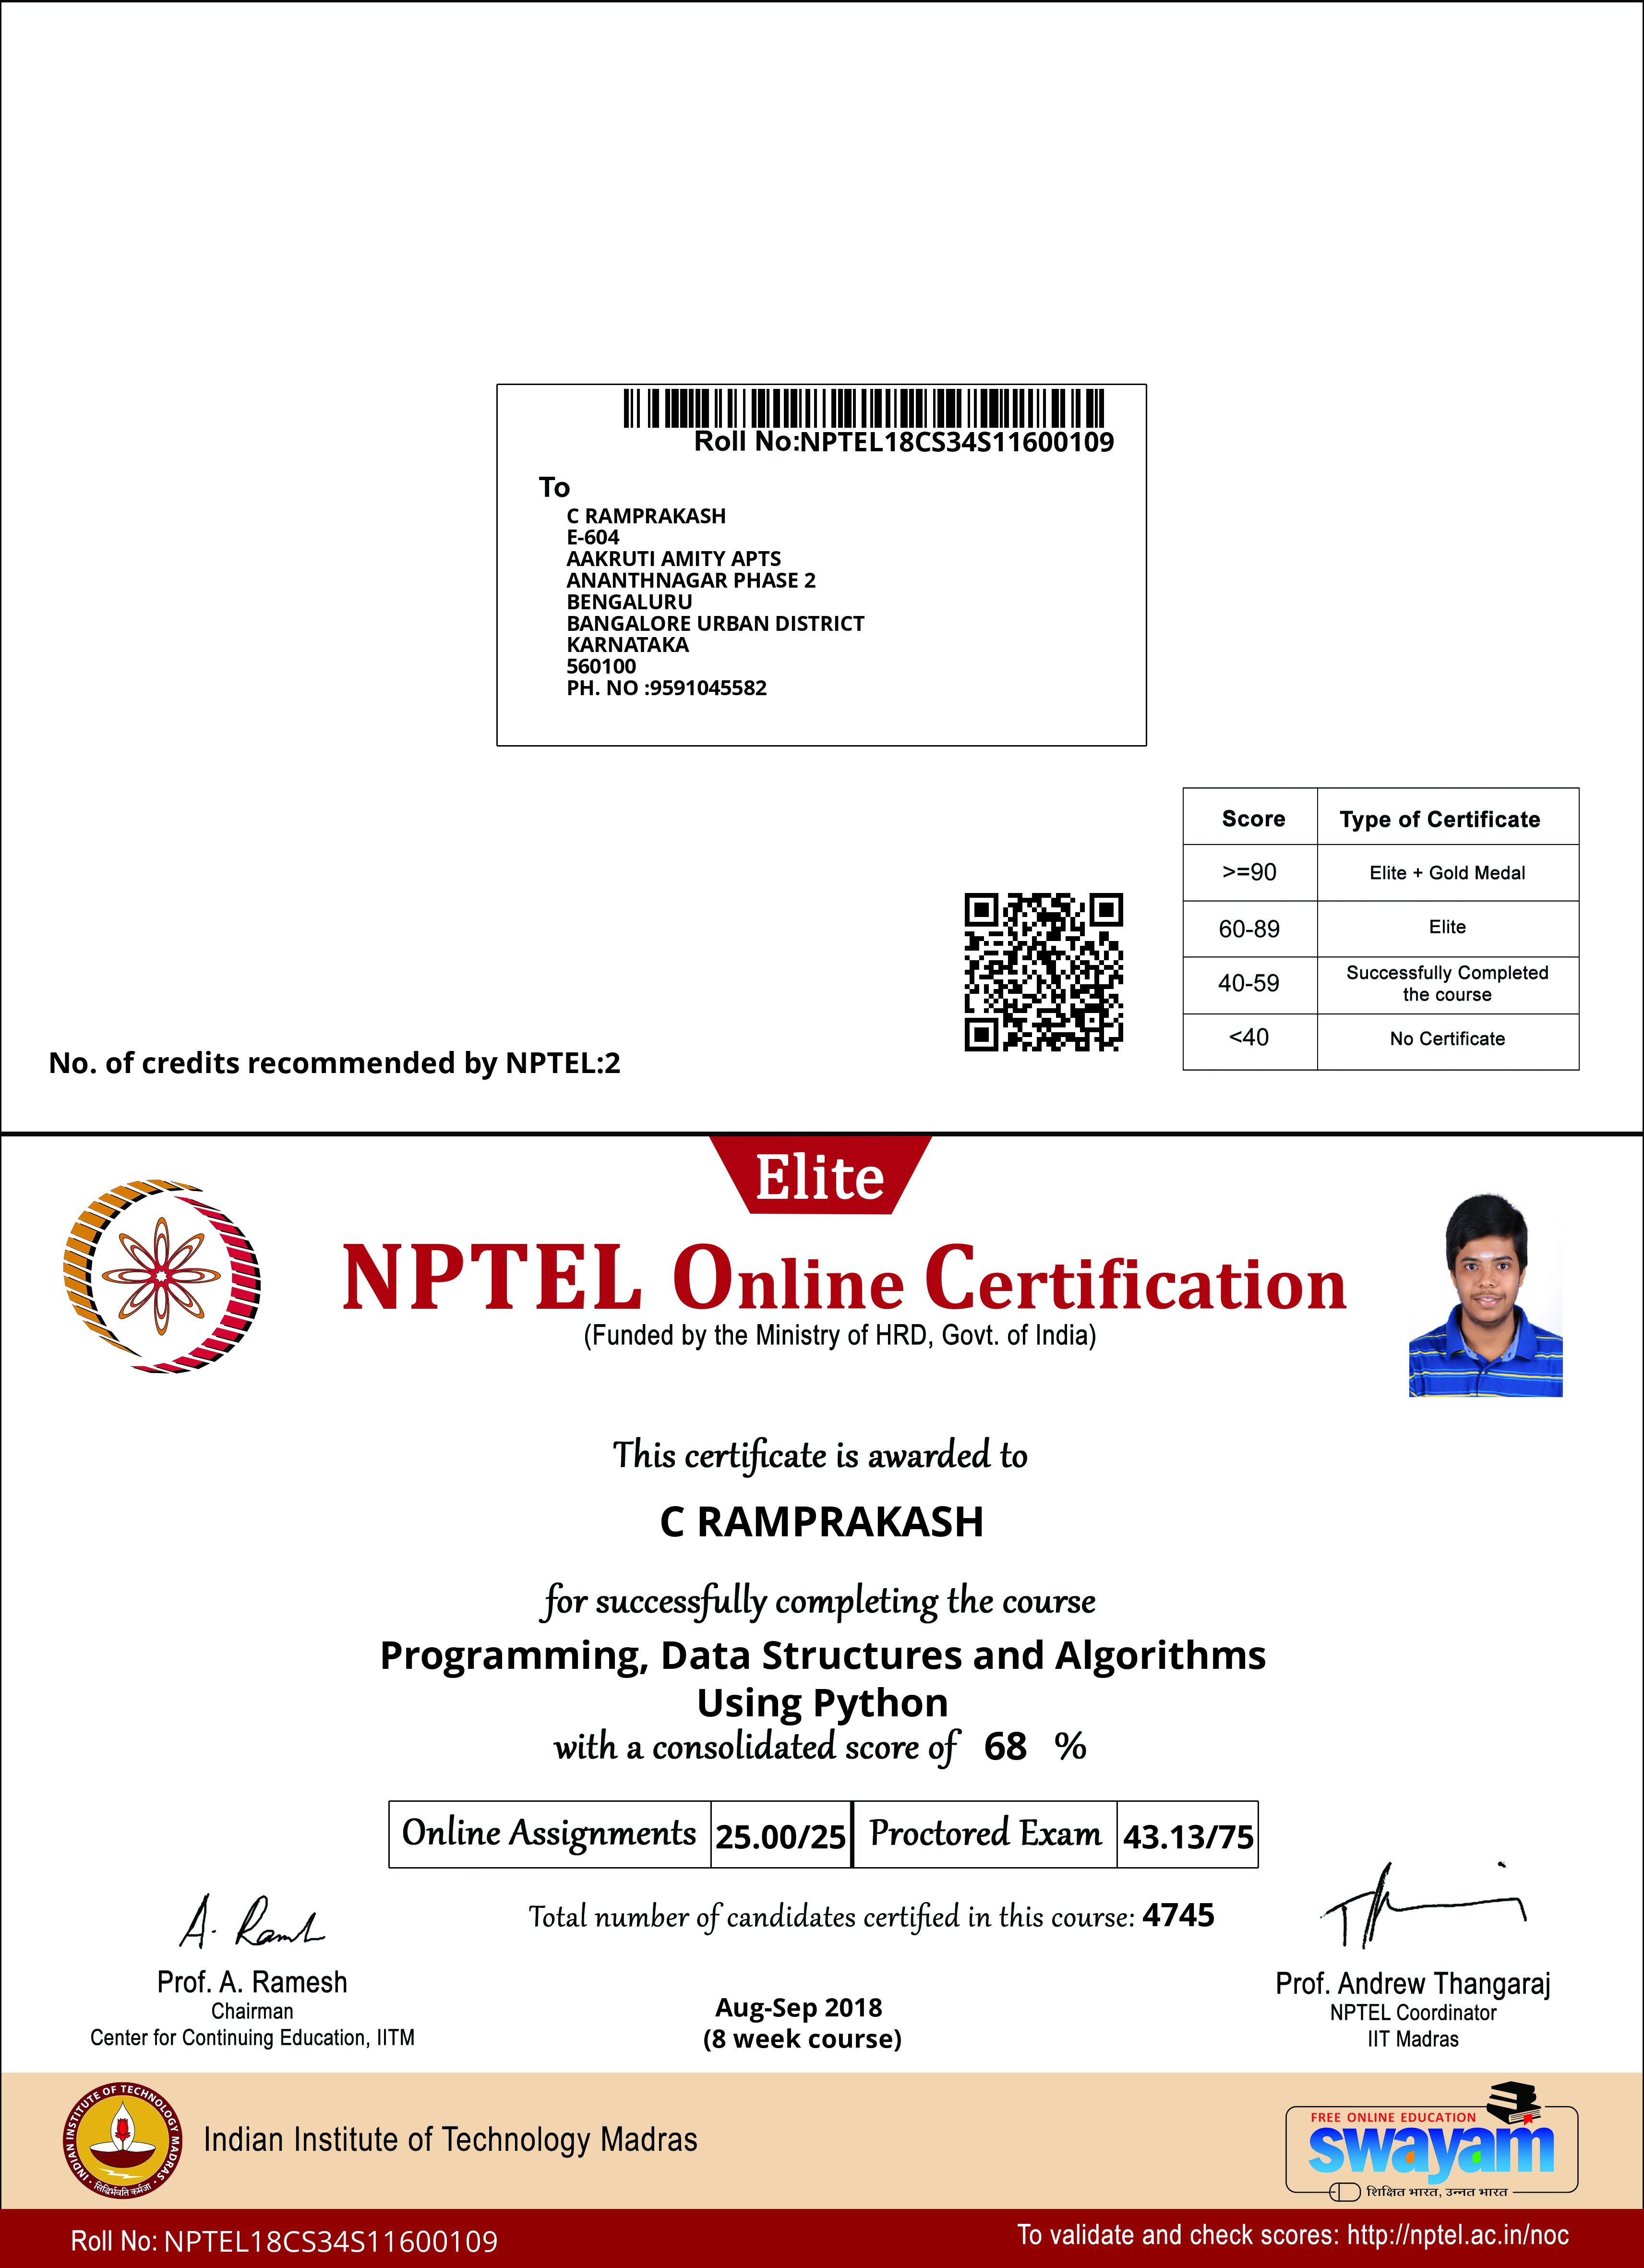 Roll No:NPTEL18CS34S11600109
To
C RAMPRAKASH
E-604
AAKRUTI AMITY APTS
ANANTHNAGAR PHASE 2
BENGALURU
BANGALORE URBAN DISTRICT
KARNATAKA
560100
PH. NO :9591045582
Score Type of Certificate
>=90 Elite + Gold Medal
60-89 Elite
40-59 Successfully Completed
the course
<40 No Certificate
No. of credits recommended by NPTEL:2
Elite
NPTEL Online Certification
(Funded by the Ministry of HRD, Govt. of India)
This certificate is awarded to
C RAMPRAKASH
for successfully completing the course
Programming, Data Structures and Algorithms
Using Python
with a consolidated score of 68 %
Online Assignments 25.00/25 Proctored Exam 43.13/75
Total number of candidates certified in this course: 4745
Prof. A. Ramesh
Chairman
Center for Continuing Education, IITM
Aug-Sep 2018
(8 week course)
Prof. Andrew Thangaraj
NPTEL Coordinator
IIT Madras
INDIAN INSTITUTE OF TECHNOLOGY MADRAS
सिद्धिर्भवति कर्मजा
Indian Institute of Technology Madras
FREE ONLINE EDUCATION
swayam
शिक्षित भारत, उन्नत भारत
Roll No: NPTEL18CS34S11600109
To validate and check scores: http://nptel.ac.in/noc